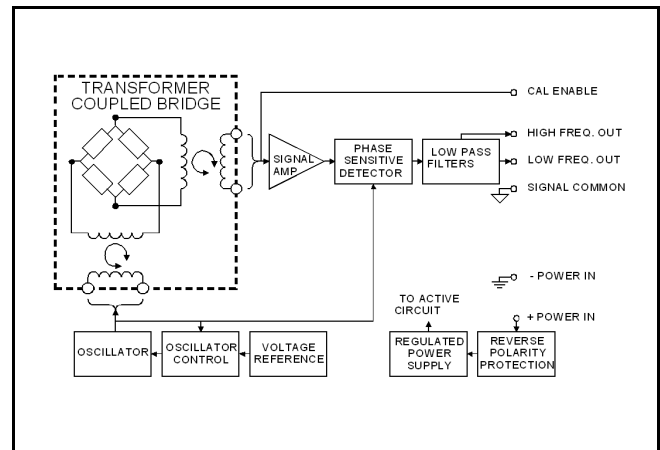 TRANSFORMER
COUPLED BRIDGE
CAL ENABLE
HIGH FREQ. OUT
SIGNAL
AMP
PHASE
SENSITIVE
DETECTOR
LOW PASS
FILTERS
LOW FREQ. OUT
SIGNAL COMMON
- POWER IN
TO ACTIVE
CIRCUIT
+ POWER IN
OSCILLATOR
OSCILLATOR
CONTROL
VOLTAGE
REFERENCE
REGULATED
POWER
SUPPLY
REVERSE
POLARITY
PROTECTION